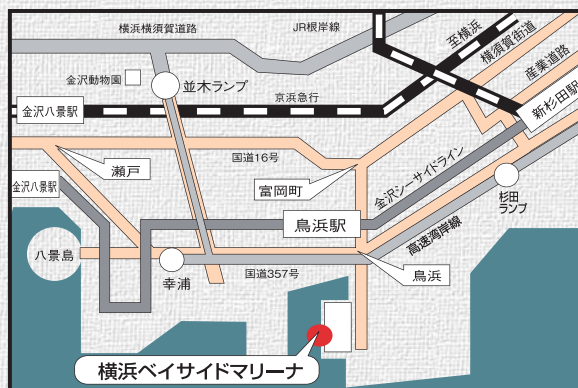 横浜横須賀道路
JR根岸線
至横浜
横須賀街道
産業道路
金沢動物園
並木ランプ
京浜急行
金沢八景駅
新杉田駅
国道16号
瀬戸
金沢八景駅
富岡町
金沢シーサイドライン
杉田
ランプ
鳥浜駅
高速湾岸線
八景島
幸浦
国道357号
鳥浜
横浜ベイサイドマリーナ